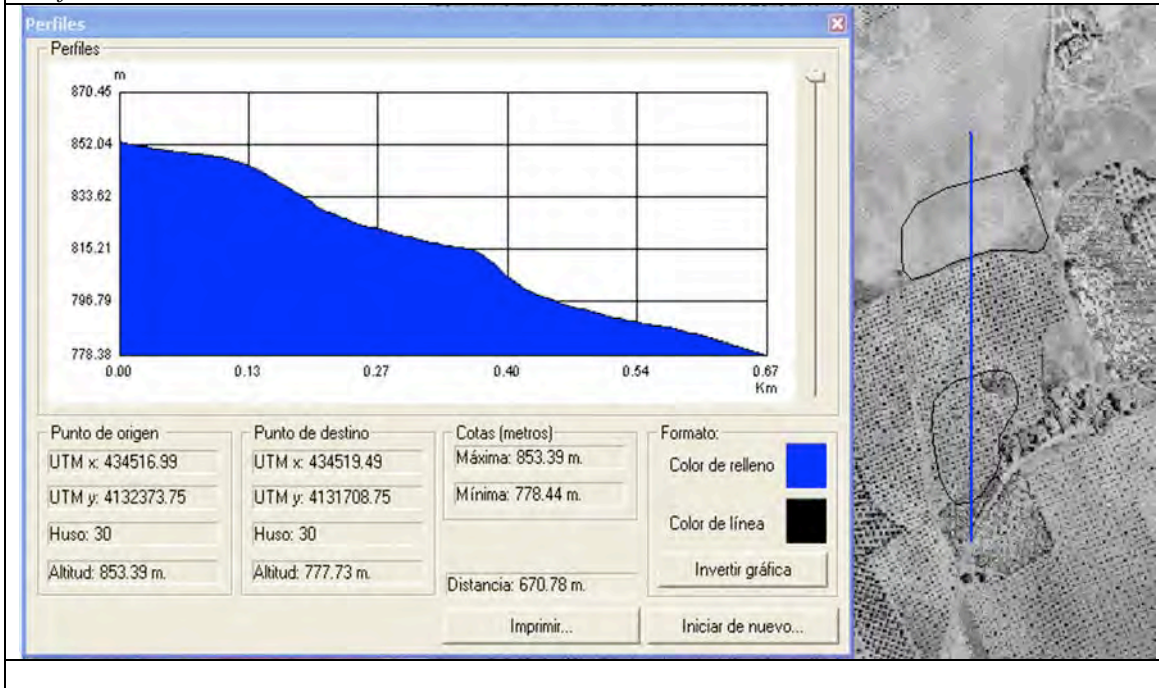 Perfiles
Perfiles
m
870.46
852.04
833.62
815.21
796.79
778.38
0.00 0.13 0.27 0.40 0.54 0.67
Km
Punto de origen
UTM x: 434516.99
UTM y: 4132373.75
Huso: 30
Altitud: 853.39 m.
Punto de destino
UTM x: 434519.49
UTM y: 4131708.75
Huso: 30
Altitud: 777.73 m.
Cotas (metros)
Máxima: 853.39 m.
Mínima: 778.44 m.
Distancia: 670.78 m.
Formato:
Color de relleno
Color de línea
Invertir gráfica
Imprimir...
Iniciar de nuevo...